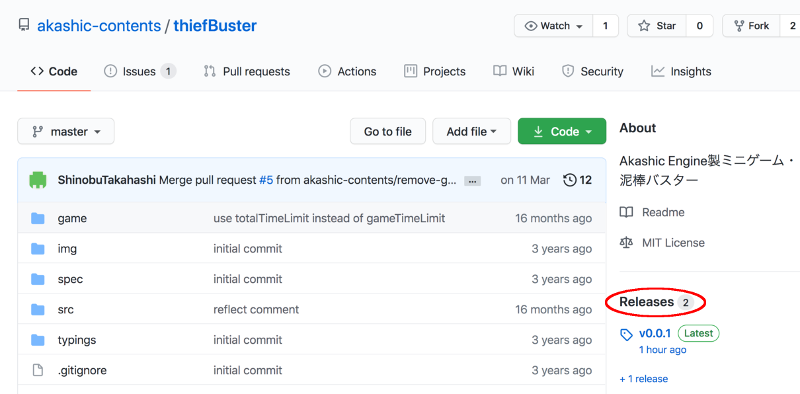 akashic-contents / thiefBuster
Watch 1 Star 0 Fork 2
Code Issues 1 Pull requests Actions Projects Wiki Security Insights
master Go to file Add file Code
ShinobuTakahashi Merge pull request #5 from akashic-contents/remove-g... ... on 11 Mar 12
game use totalTimeLimit instead of gameTimeLimit 16 months ago
img initial commit 3 years ago
spec initial commit 3 years ago
src reflect comment 16 months ago
typings initial commit 3 years ago
.gitignore initial commit 3 years ago
About
Akashic Engine製ミニゲーム・
泥棒バスター
Readme
MIT License
Releases 2
v0.0.1 Latest
1 hour ago
+ 1 release